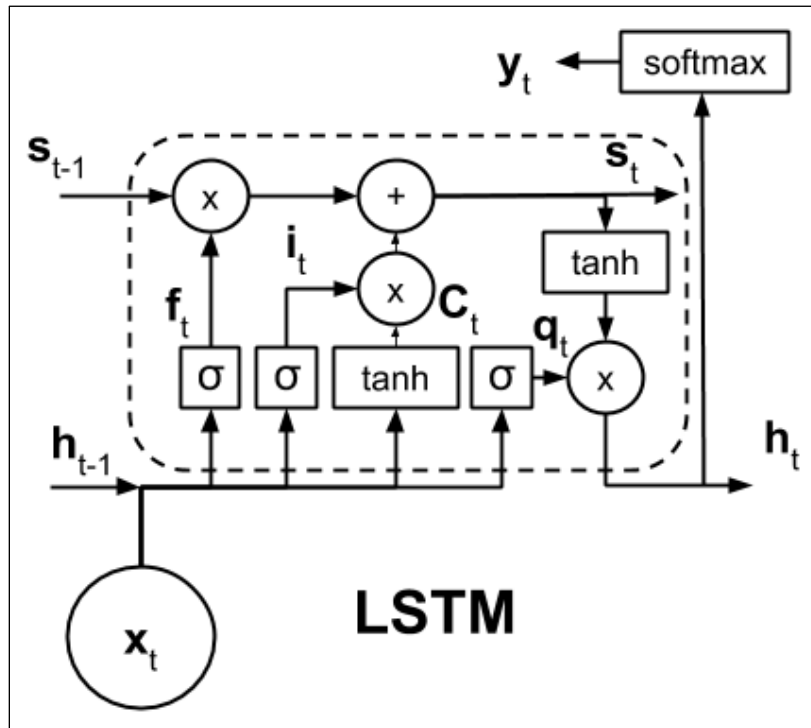 softmax
y_t
s_t-1
s_t
x
+
i_t
tanh
x
f_t
C_t
q_t
σ
σ
tanh
σ
x
h_t-1
h_t
LSTM
x_t